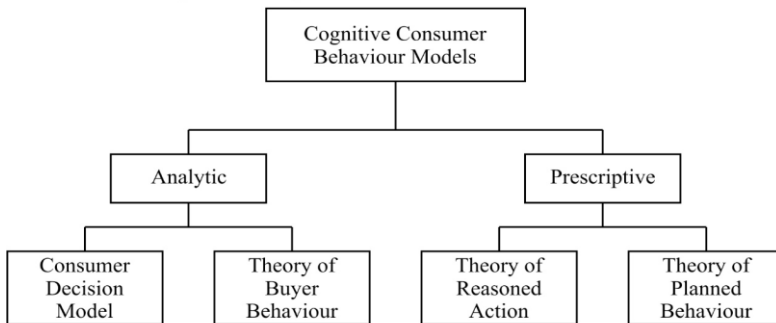 Cognitive Consumer
Behaviour Models
Analytic
Prescriptive
Consumer
Decision
Model
Theory of
Buyer
Behaviour
Theory of
Reasoned
Action
Theory of
Planned
Behaviour